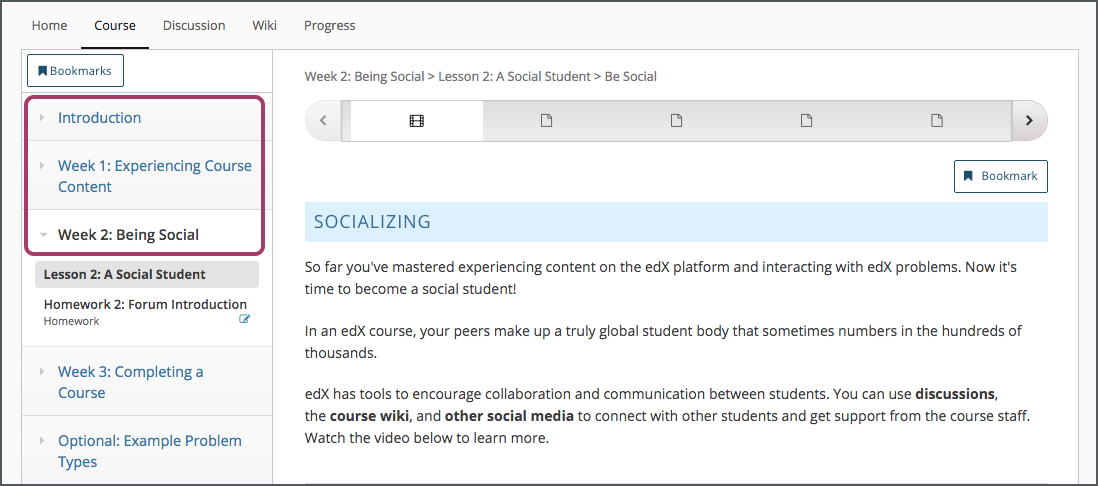 Home Course Discussion Wiki Progress
Bookmarks
Introduction
Week 1: Experiencing Course
Content
Week 2: Being Social
Lesson 2: A Social Student
Homework 2: Forum Introduction
Homework
Week 3: Completing a
Course
Optional: Example Problem
Types
Week 2: Being Social > Lesson 2: A Social Student > Be Social
Bookmark
SOCIALIZING
So far you've mastered experiencing content on the edX platform and interacting with edX problems. Now it's
time to become a social student!
In an edX course, your peers make up a truly global student body that sometimes numbers in the hundreds of
thousands.
edX has tools to encourage collaboration and communication between students. You can use discussions,
the course wiki, and other social media to connect with other students and get support from the course staff.
Watch the video below to learn more.